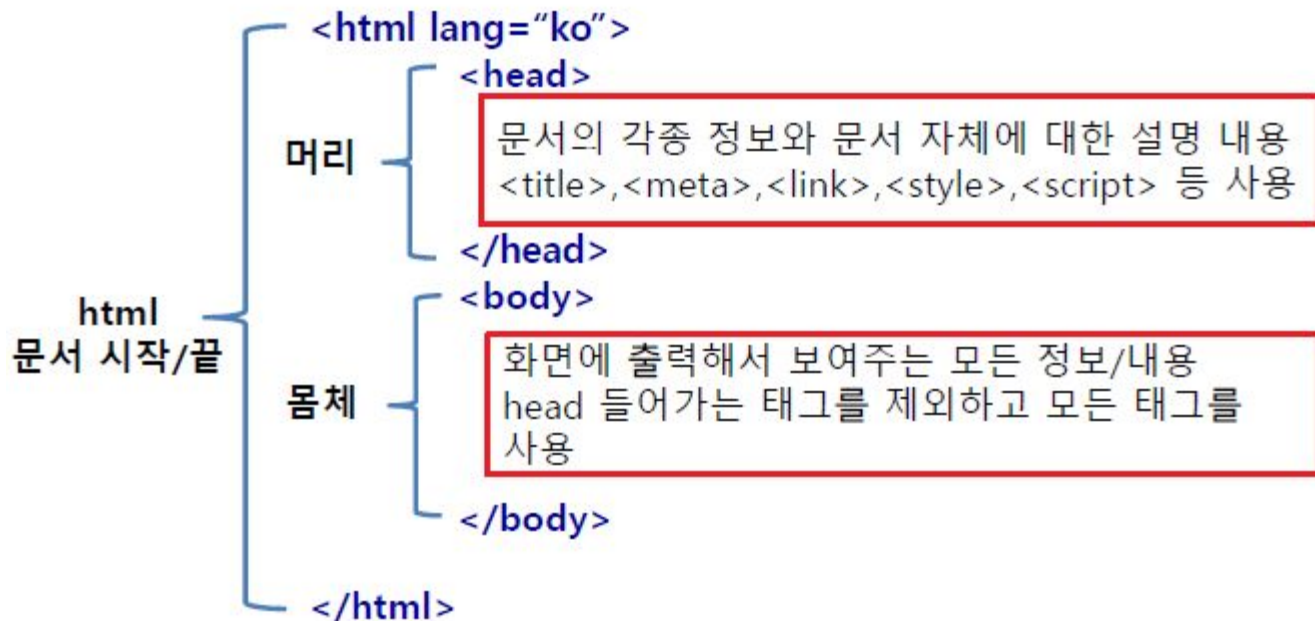 <html lang=“ko”>
<head>
머리
문서의 각종 정보와 문서 자체에 대한 설명 내용
<title>,<meta>,<link>,<style>,<script> 등 사용
</head>
html
문서 시작/끝
<body>
몸체
화면에 출력해서 보여주는 모든 정보/내용
head 들어가는 태그를 제외하고 모든 태그를
사용
</body>
</html>